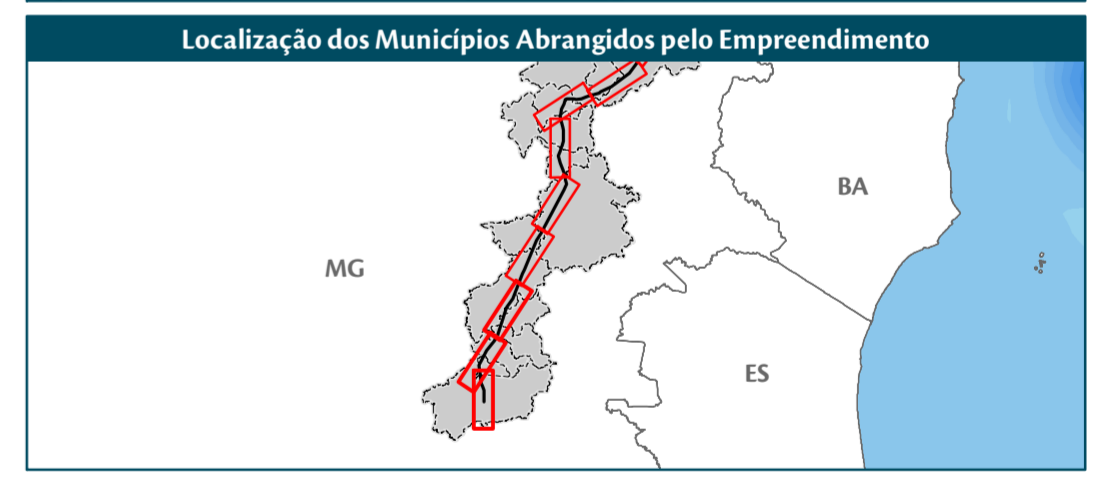 Localização dos Municípios Abrangidos pelo Empreendimento
BA
MG
ES